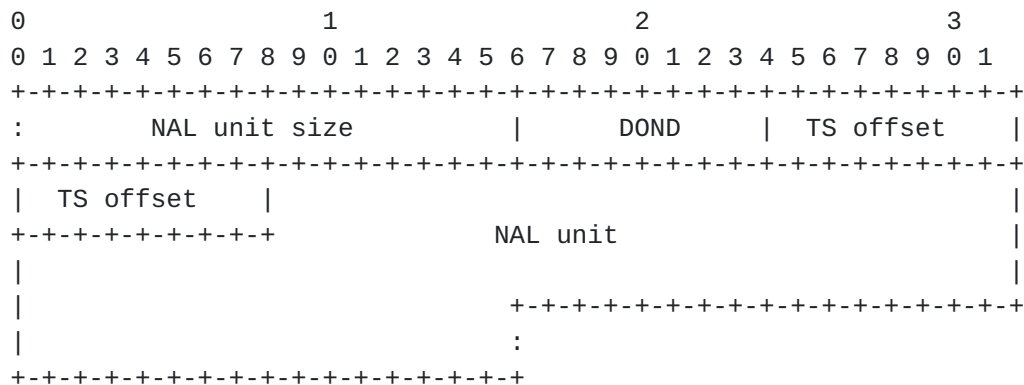 0                   1                   2                   3
0 1 2 3 4 5 6 7 8 9 0 1 2 3 4 5 6 7 8 9 0 1 2 3 4 5 6 7 8 9 0 1
+-+-+-+-+-+-+-+-+-+-+-+-+-+-+-+-+-+-+-+-+-+-+-+-+-+-+-+-+-+-+-+-+
:        NAL unit size          |        DOND   |  TS offset    |
+-+-+-+-+-+-+-+-+-+-+-+-+-+-+-+-+-+-+-+-+-+-+-+-+-+-+-+-+-+-+-+-+
|  TS offset    |                                               |
+-+-+-+-+-+-+-+-+              NAL unit                         |
|                                                               |
|                               +-+-+-+-+-+-+-+-+-+-+-+-+-+-+-+-+
|                               :
+-+-+-+-+-+-+-+-+-+-+-+-+-+-+-+-+